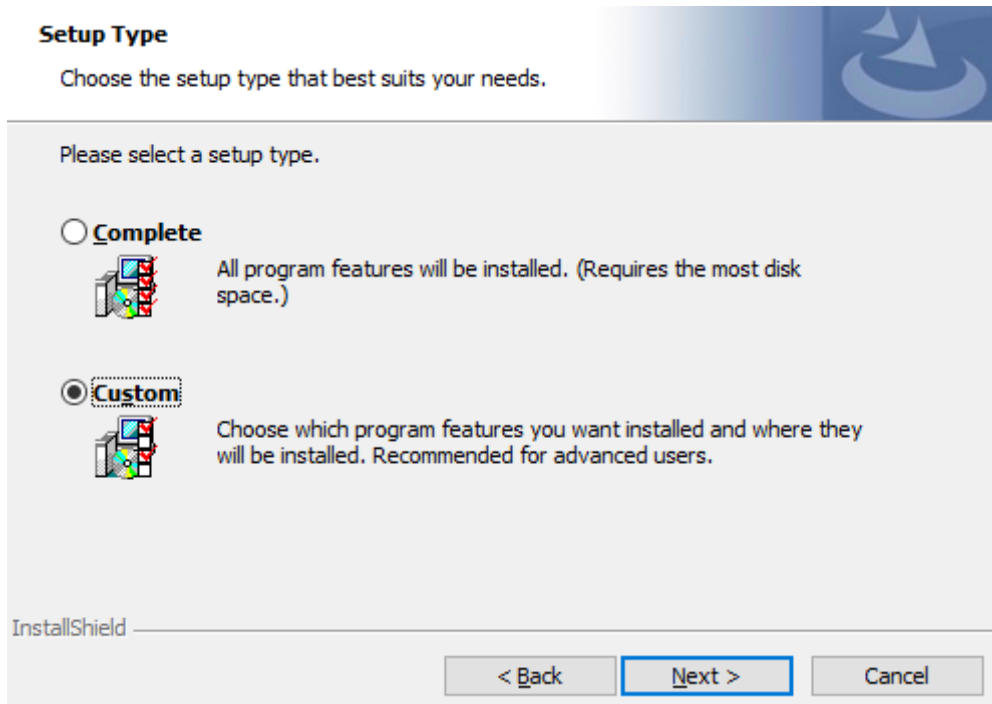 Setup Type
Choose the setup type that best suits your needs.
Please select a setup type.
Complete
All program features will be installed. (Requires the most disk
space.)
Custom
Choose which program features you want installed and where they
will be installed. Recommended for advanced users.
InstallShield
< Back Next > Cancel